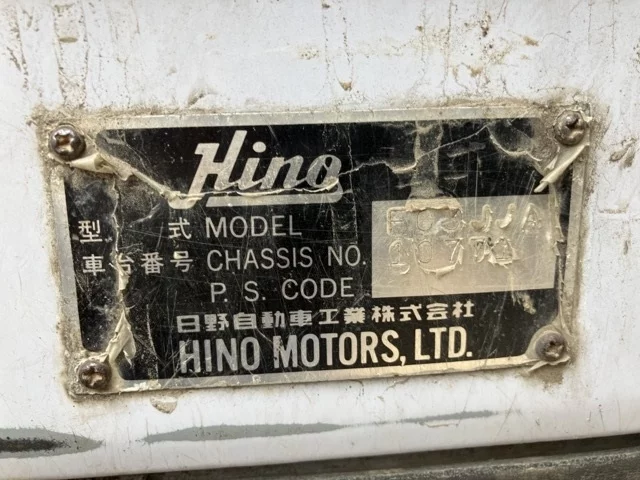 Hino
型 式 MODEL
車台番号 CHASSIS NO.
P. S. CODE
日野自動車工業株式会社
HINO MOTORS, LTD.